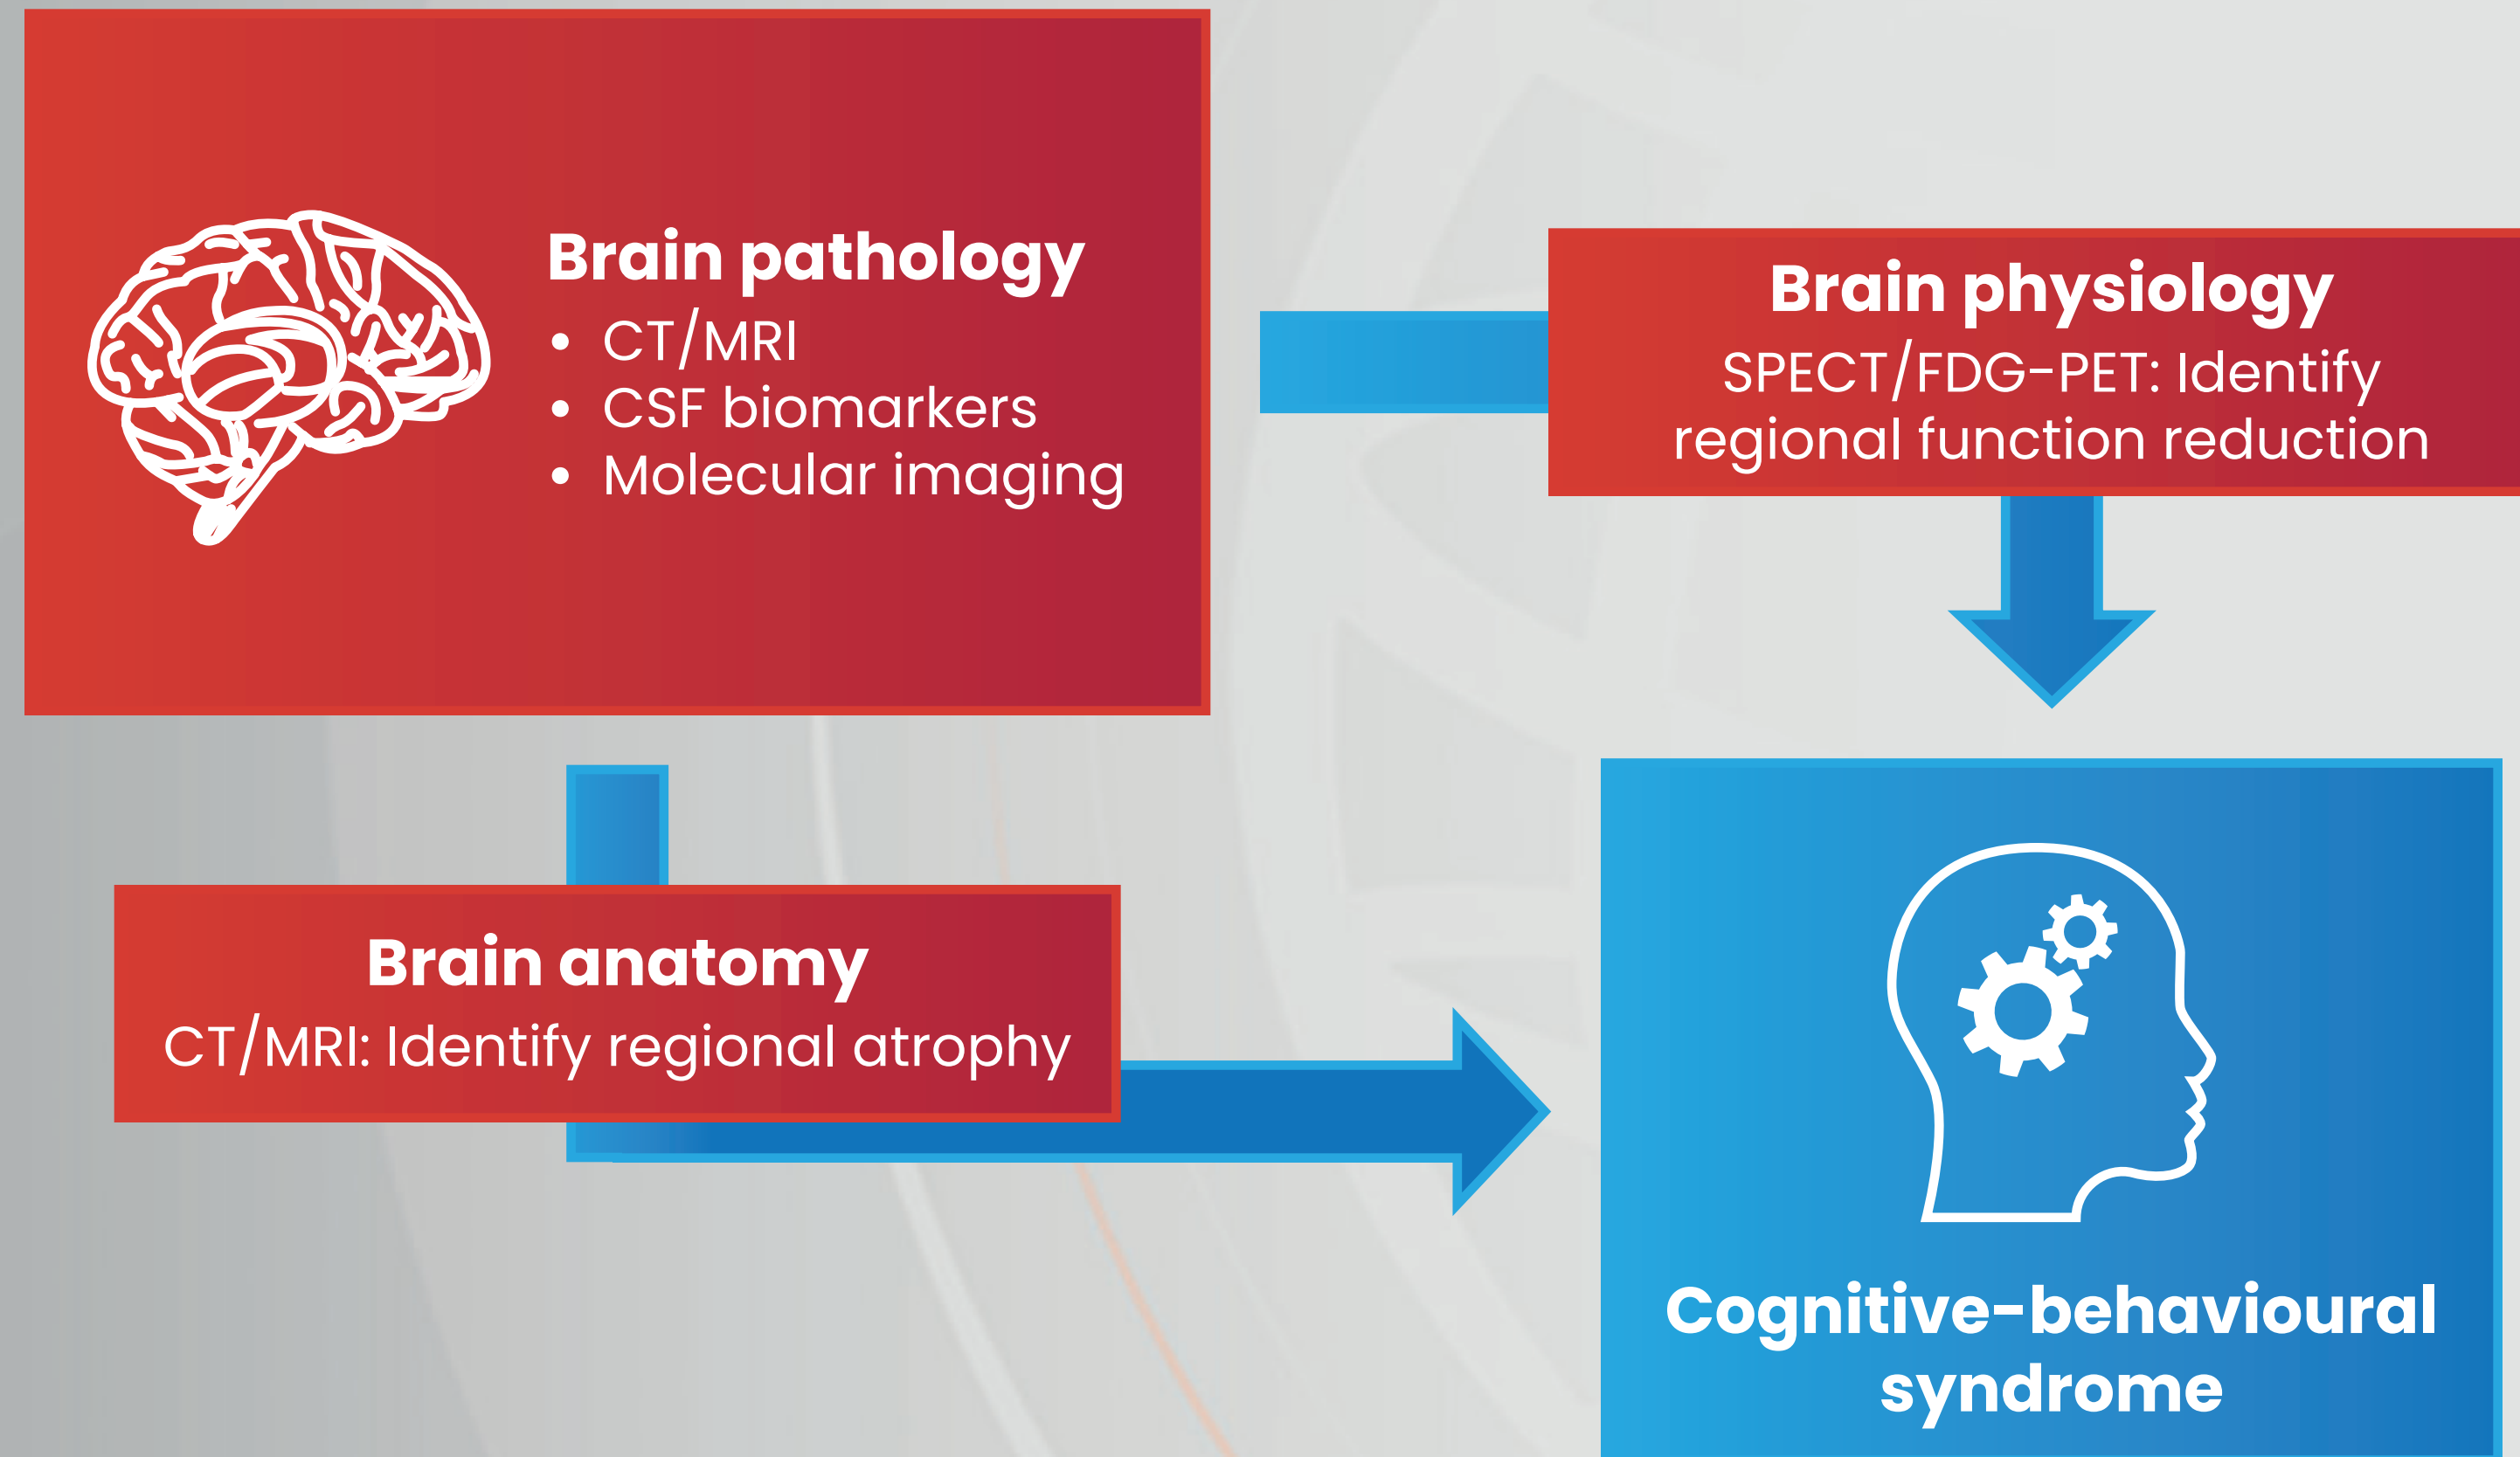 Brain pathology
• CT/MRI
• CSF biomarkers
• Molecular imaging
Brain physiology
SPECT/FDG-PET: Identify
regional function reduction
Brain anatomy
CT/MRI: Identify regional atrophy
Cognitive-behavioural
syndrome